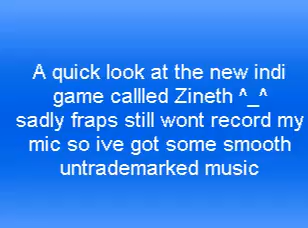 A quick look at the new indi
game callled Zineth ^_^
sadly fraps still wont record my
mic so ive got some smooth
untrademarked music